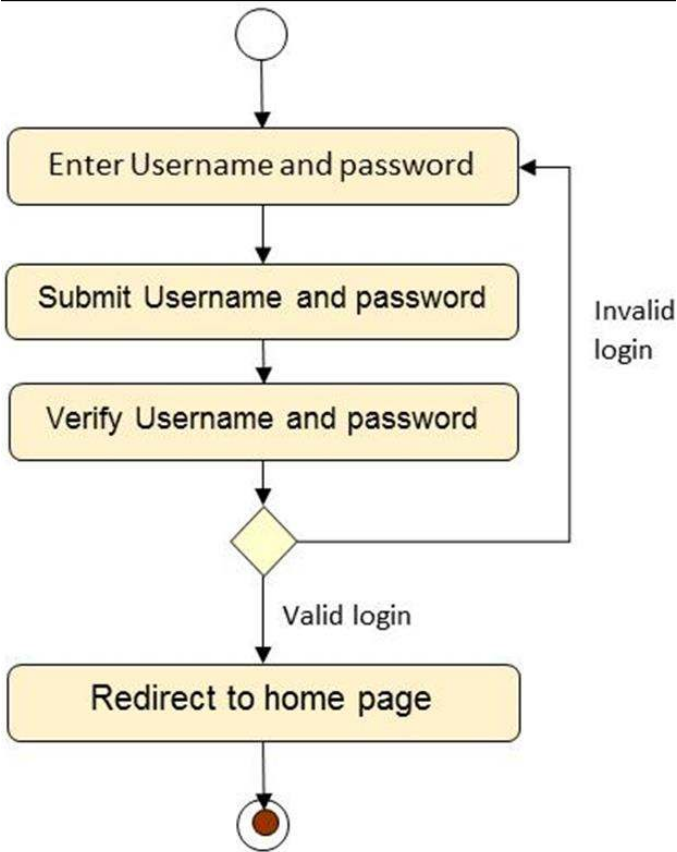 Enter Username and password
Submit Username and password
Invalid
login
Verify Username and password
Valid login
Redirect to home page